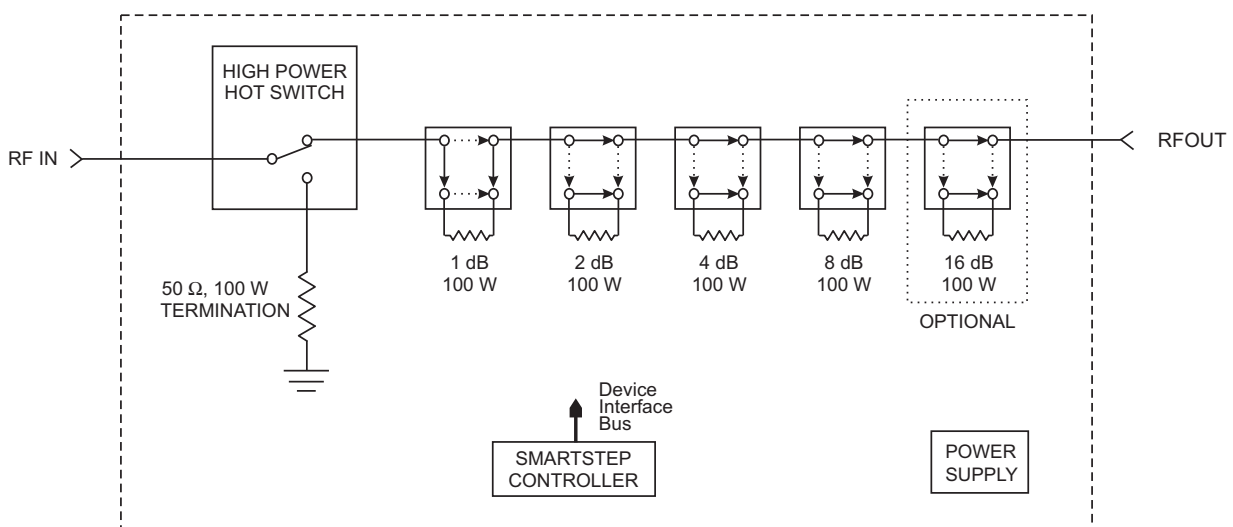 HIGH POWER
HOT SWITCH
RF IN
RFOUT
1 dB
100 W
2 dB
100 W
4 dB
100 W
8 dB
100 W
16 dB
100 W
OPTIONAL
50 Ω, 100 W
TERMINATION
Device
Interface
Bus
SMARTSTEP
CONTROLLER
POWER
SUPPLY